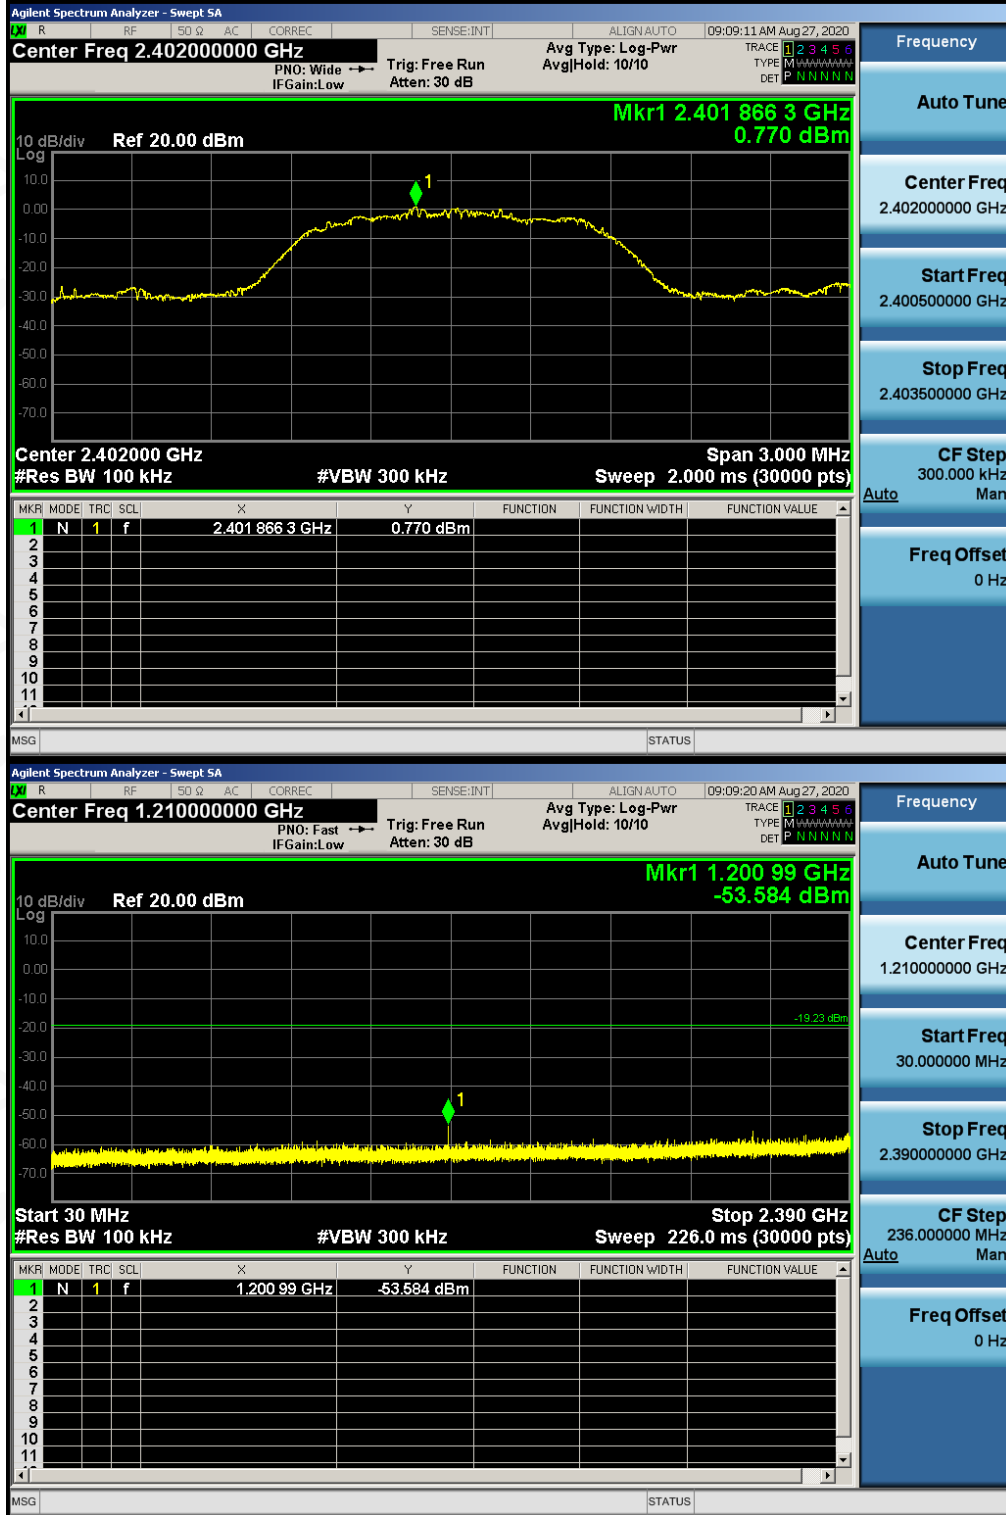 Agilent Spectrum Analyzer - Swept SA
LXI R RF 50 Ω AC CORREC SENSE:INT ALIGN AUTO 09:09:11 AM Aug 27, 2020
Center Freq 2.402000000 GHz
PNO: Wide
IFGain:Low
Trig: Free Run
Atten: 30 dB
Avg Type: Log-Pwr
Avg|Hold: 10/10
TRACE 1 2 3 4 5 6
TYPE M WWWWW
DET P N N N N N
Mkr1 2.401 866 3 GHz
0.770 dBm
10 dB/div Ref 20.00 dBm
Log
10.0
0.00
-10.0
-20.0
-30.0
-40.0
-50.0
-60.0
-70.0
1
Center 2.402000 GHz Span 3.000 MHz
#Res BW 100 kHz #VBW 300 kHz Sweep 2.000 ms (30000 pts)
MKR MODE TRC SCL X Y FUNCTION FUNCTION WIDTH FUNCTION VALUE
1 N 1 f 2.401 866 3 GHz 0.770 dBm
2
3
4
5
6
7
8
9
10
11
MSG STATUS
Frequency
Auto Tune
Center Freq
2.402000000 GHz
Start Freq
2.400500000 GHz
Stop Freq
2.403500000 GHz
CF Step
300.000 kHz
Auto Man
Freq Offset
0 Hz
Agilent Spectrum Analyzer - Swept SA
LXI R RF 50 Ω AC CORREC SENSE:INT ALIGN AUTO 09:09:20 AM Aug 27, 2020
Center Freq 1.210000000 GHz
PNO: Fast
IFGain:Low
Trig: Free Run
Atten: 30 dB
Avg Type: Log-Pwr
Avg|Hold: 10/10
TRACE 1 2 3 4 5 6
TYPE M WWWWW
DET P N N N N N
Mkr1 1.200 99 GHz
-53.584 dBm
10 dB/div Ref 20.00 dBm
Log
10.0
0.00
-10.0
-20.0
-30.0
-40.0
-50.0
-60.0
-70.0
-19.23 dBm
1
Start 30 MHz Stop 2.390 GHz
#Res BW 100 kHz #VBW 300 kHz Sweep 226.0 ms (30000 pts)
MKR MODE TRC SCL X Y FUNCTION FUNCTION WIDTH FUNCTION VALUE
1 N 1 f 1.200 99 GHz -53.584 dBm
2
3
4
5
6
7
8
9
10
11
MSG STATUS
Frequency
Auto Tune
Center Freq
1.210000000 GHz
Start Freq
30.000000 MHz
Stop Freq
2.390000000 GHz
CF Step
236.000000 MHz
Auto Man
Freq Offset
0 Hz